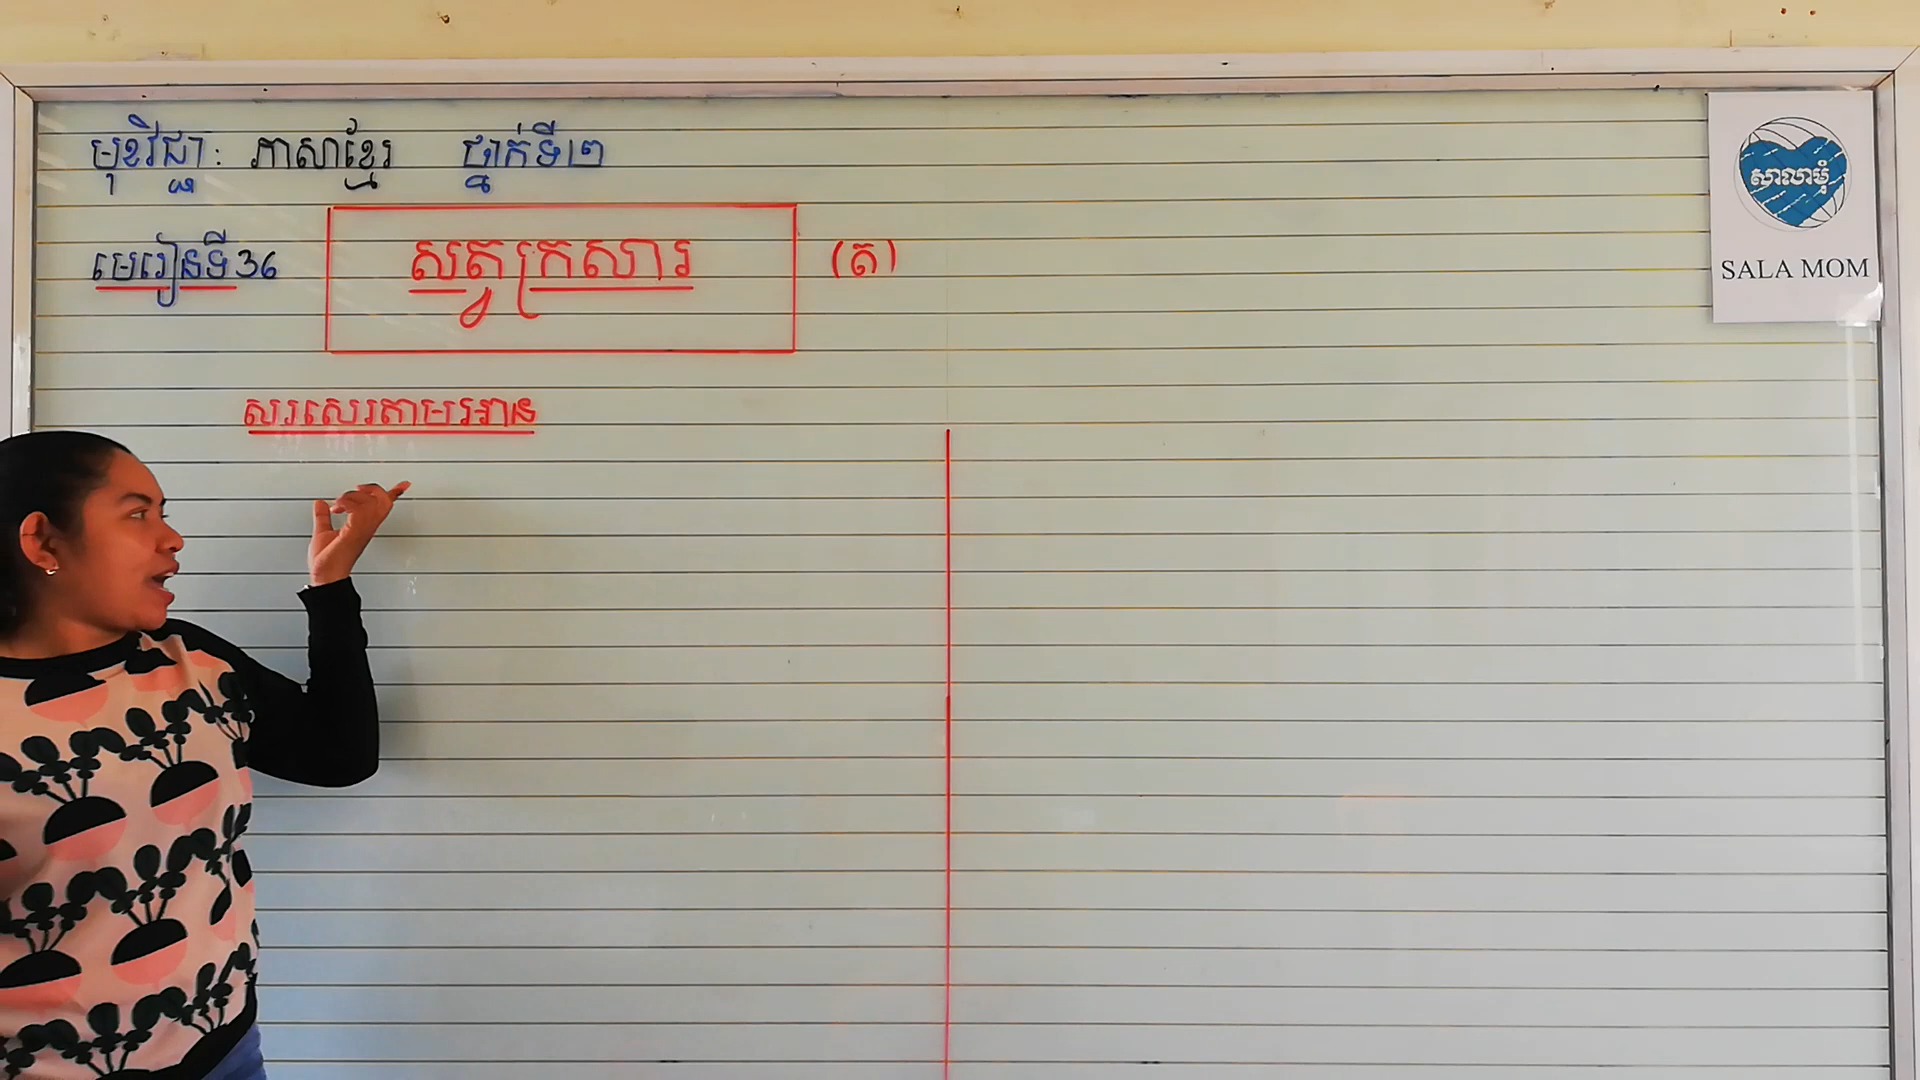 មុខវិជ្ជា : ភាសាខ្មែរ ថ្នាក់ទី២
មេរៀនទី36 សត្វក្រសារ (ត)
សរសេរតាមអាន
សាលាមុំ
SALA MOM